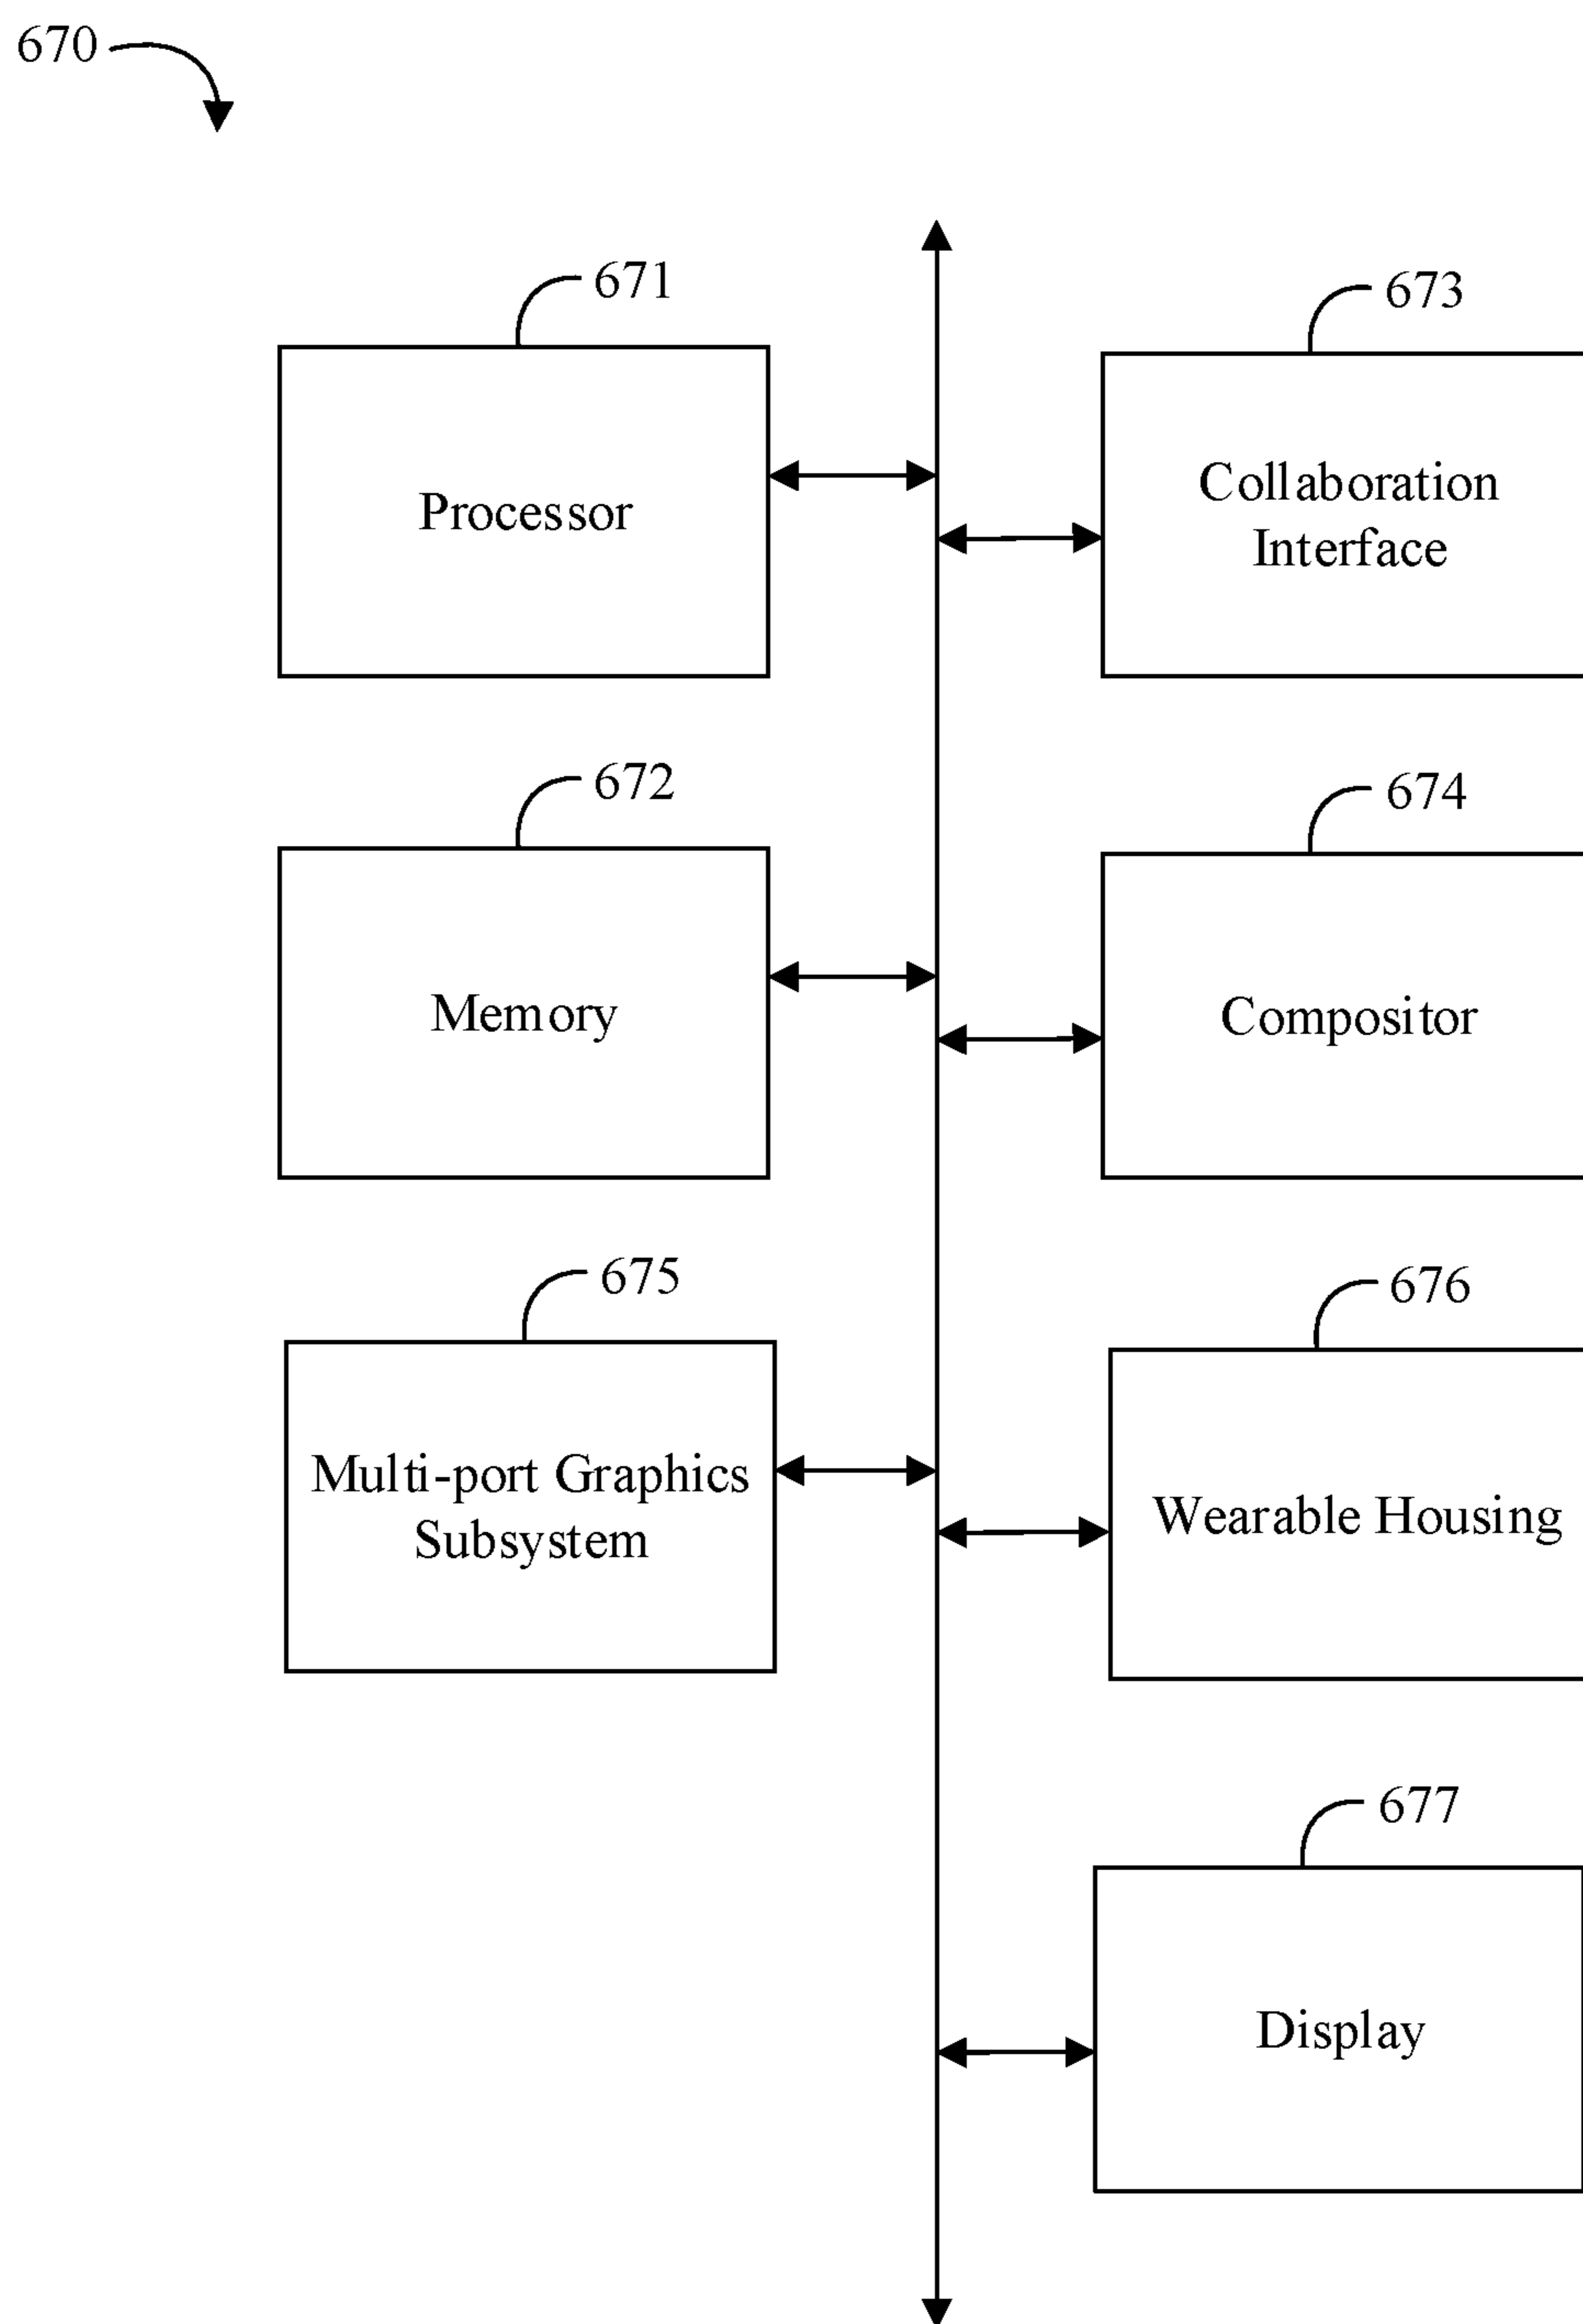 670
671
Processor
673
Collaboration
Interface
672
Memory
674
Compositor
675
Multi-port Graphics
Subsystem
676
Wearable Housing
677
Display